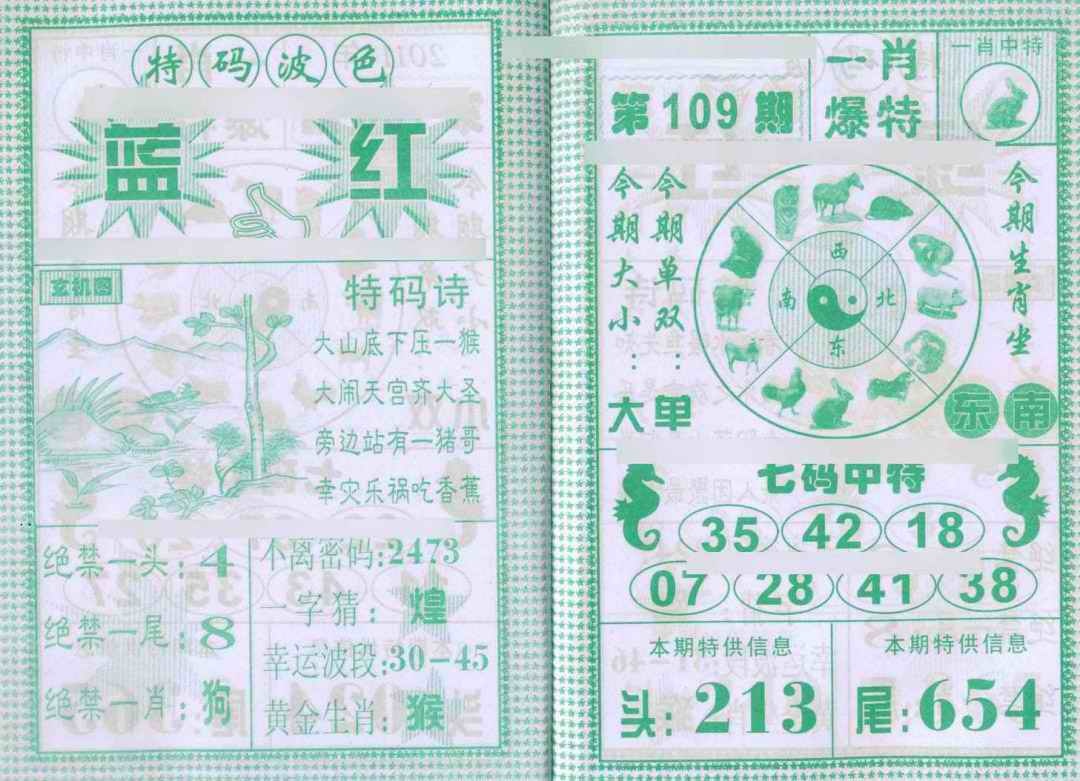 特码波色
蓝 红
玄机图
特码诗
大山底下压一猴
大闹天宫齐大圣
旁边站有一猪哥
幸灾乐祸吃香蕉
绝禁一头:4
绝禁一尾:8
绝禁一肖:狗
不离密码:2473
一字猜:煌
幸运波段:30-45
黄金生肖:猴
第109期
一肖
爆特
一肖中特
今期大小:大
今期单双:单
西
南 北
东
今期生肖坐
东南
七码中特
35 42 18
07 28 41 38
本期特供信息
头:213
本期特供信息
尾:654